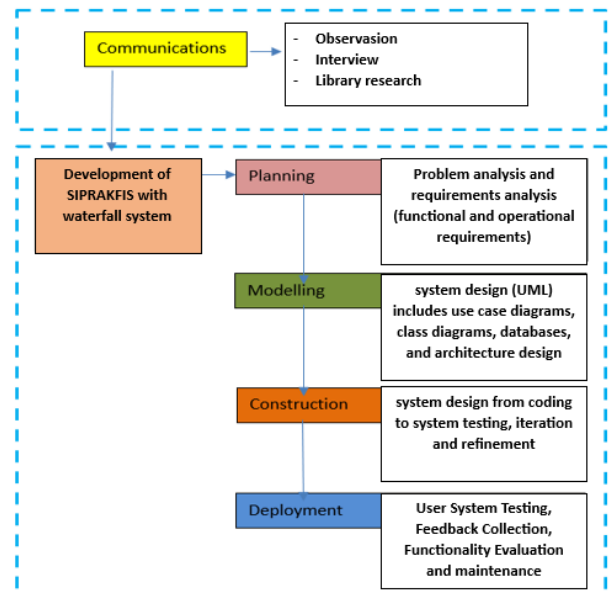 Communications
- Observasion
- Interview
- Library research
Development of
SIPRAKFIS with
waterfall system
Planning
Problem analysis and
requirements analysis
(functional and operational
requirements)
Modelling
system design (UML)
includes use case diagrams,
class diagrams, databases,
and architecture design
Construction
system design from coding
to system testing, iteration
and refinement
Deployment
User System Testing,
Feedback Collection,
Functionality Evaluation
and maintenance